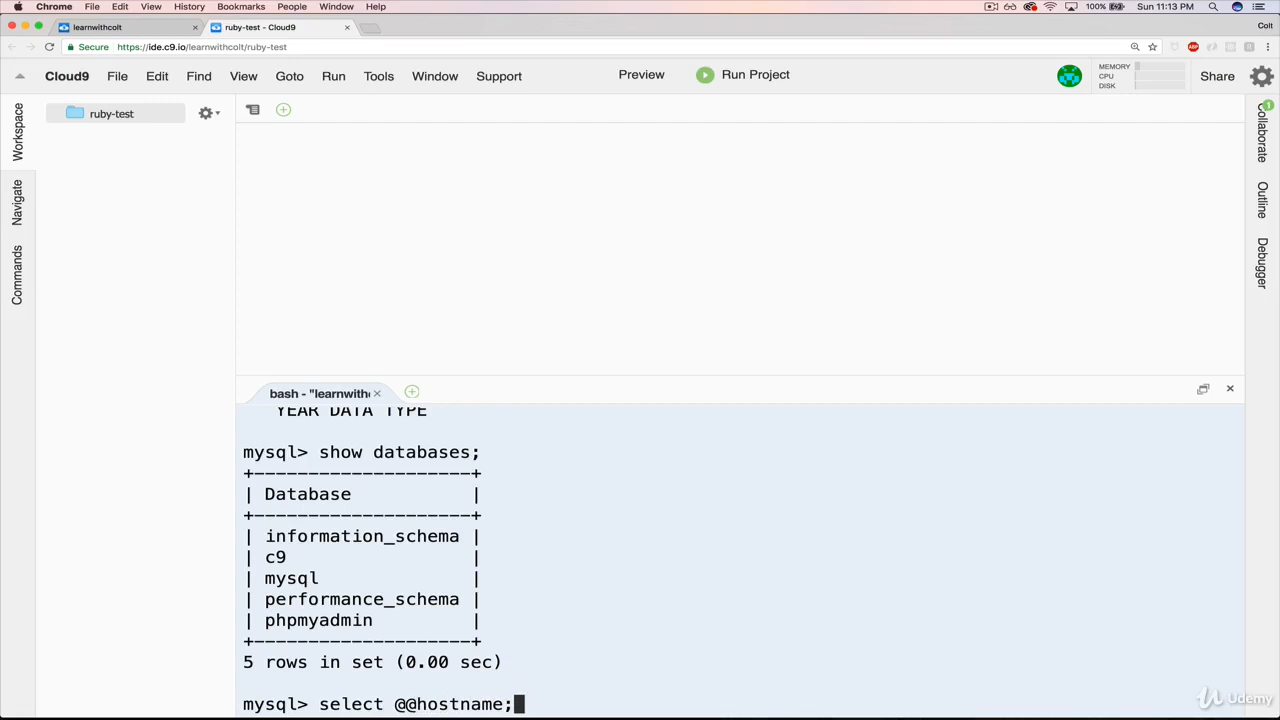 Chrome File Edit View History Bookmarks People Window Help 100% Sun 11:13 PM
learnwithcolt ruby-test - Cloud9 Colt
Secure https://ide.c9.io/learnwithcolt/ruby-test
Cloud9 File Edit Find View Goto Run Tools Window Support Preview Run Project MEMORY CPU DISK Share
Workspace
Navigate
Commands
ruby-test
1
Collaborate
Outline
Debugger
bash - "learnwith
YEAR DATA TYPE
mysql> show databases;
+--------------------+
| Database           |
+--------------------+
| information_schema |
| c9                 |
| mysql              |
| performance_schema |
| phpmyadmin         |
+--------------------+
5 rows in set (0.00 sec)
mysql> select @@hostname;
Udemy